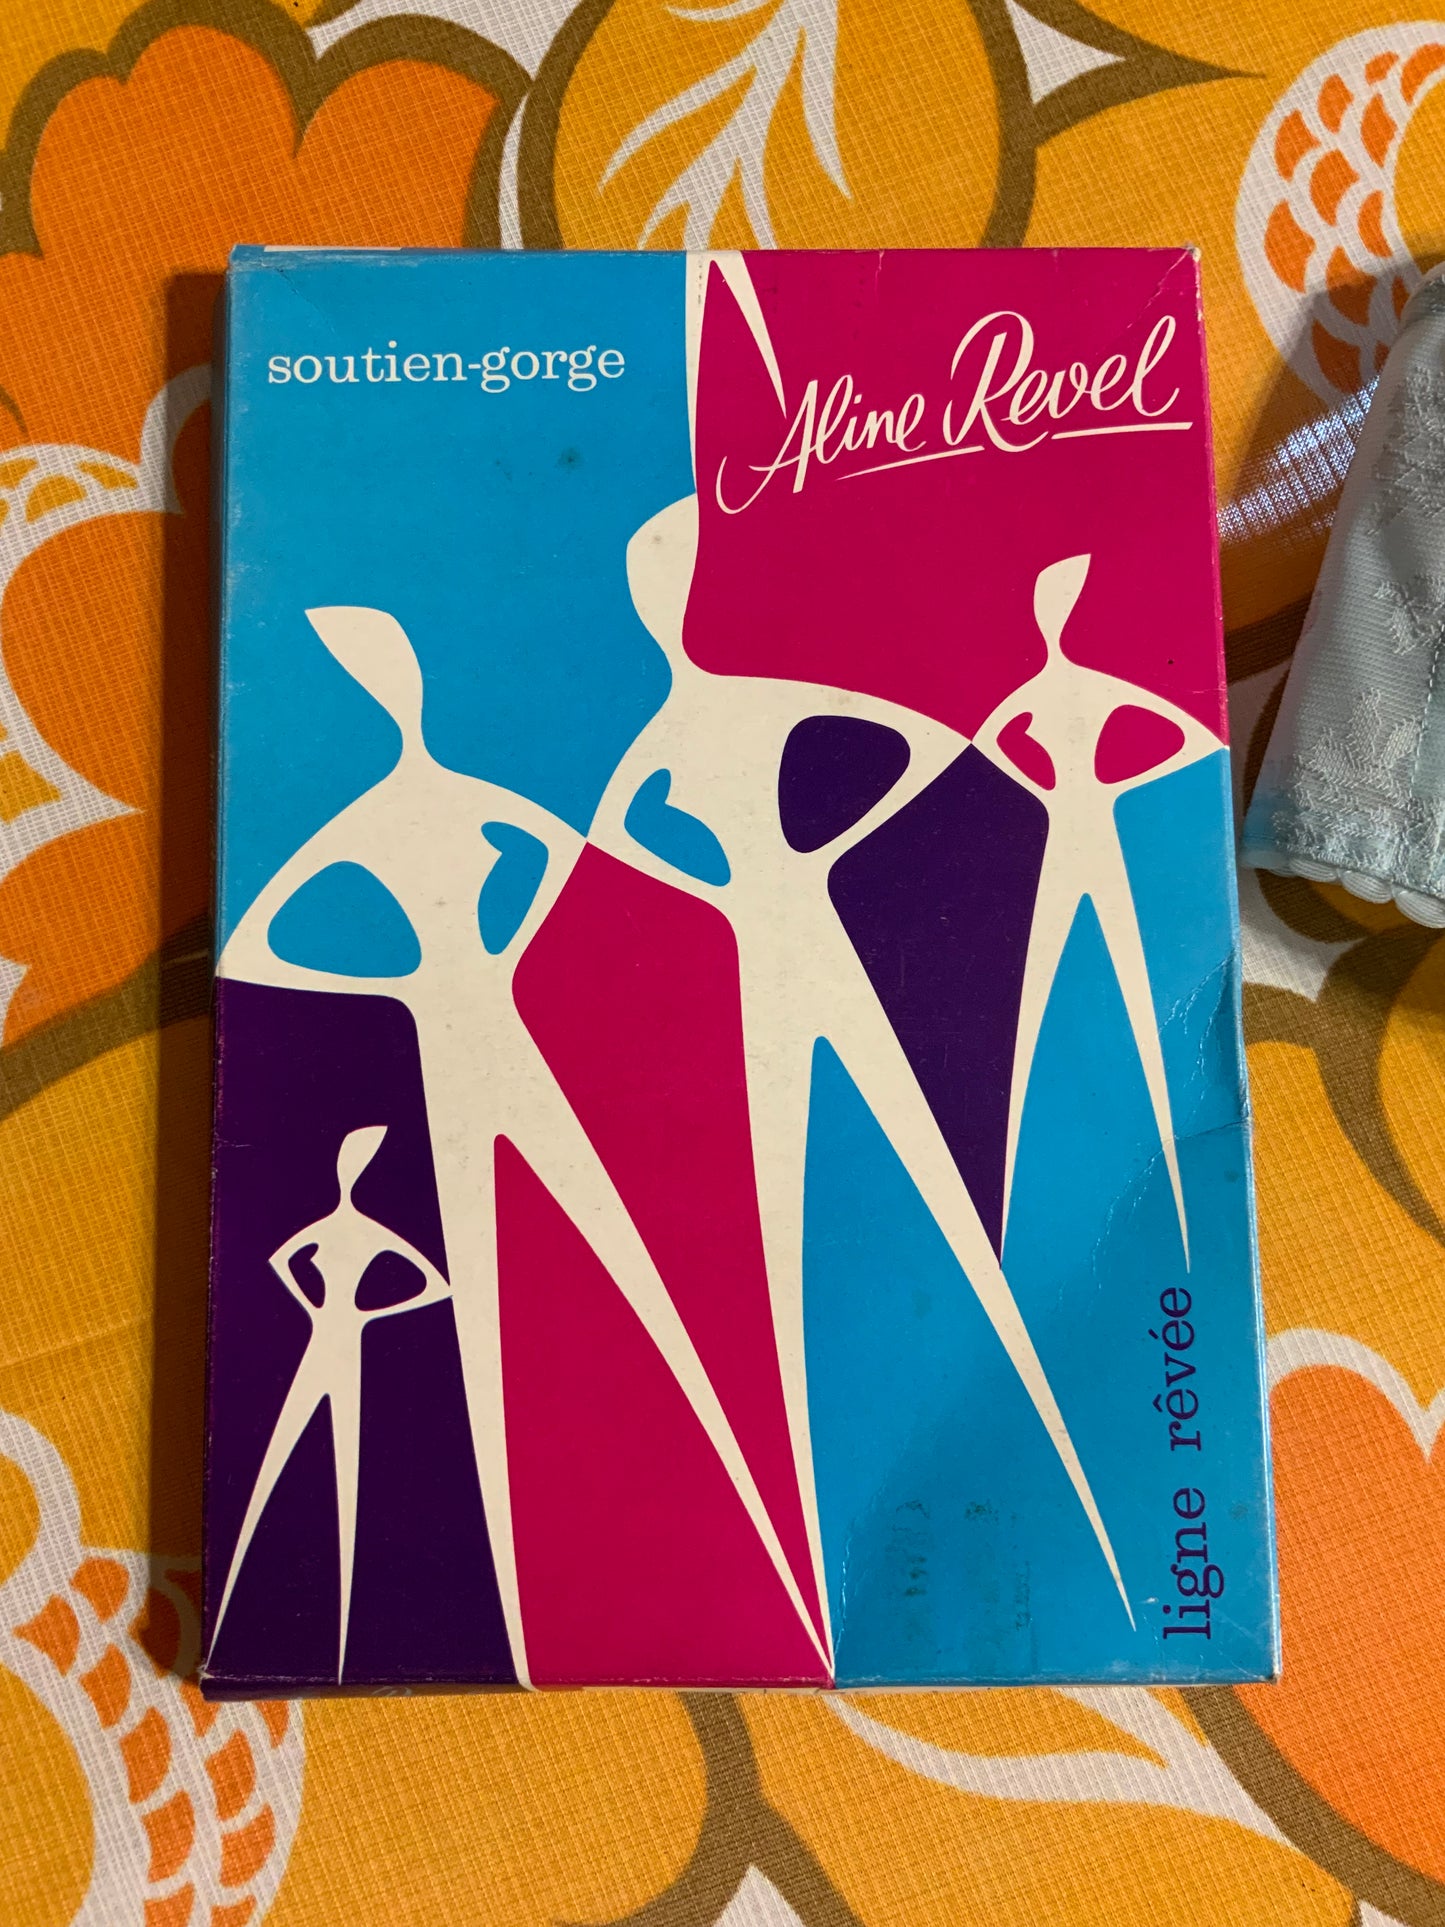 soutien-gorge
Aline Revel
ligne rêvée